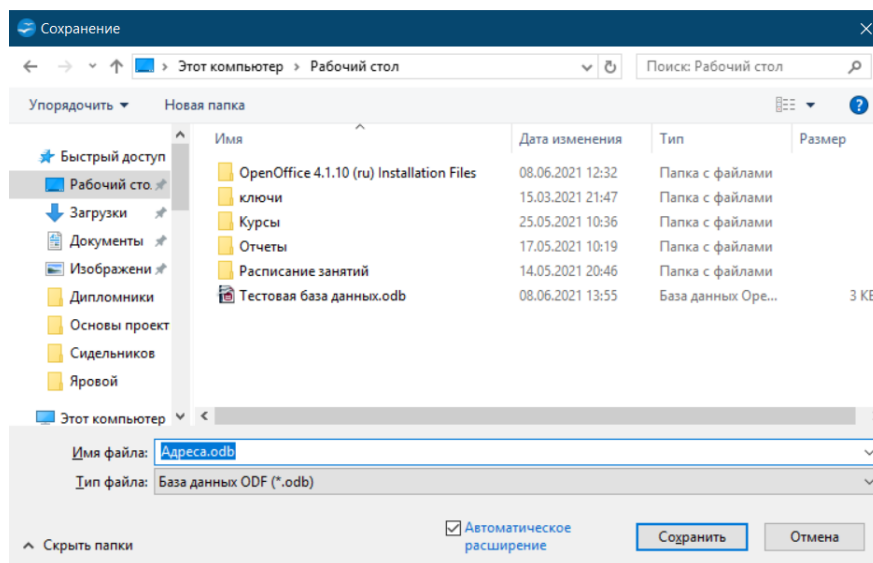 Сохранение
Этот компьютер › Рабочий стол
Поиск: Рабочий стол
Упорядочить
Новая папка
Имя Дата изменения Тип Размер
Быстрый доступ
Рабочий сто.
Загрузки
Документы
Изображени
Дипломники
Основы проект
Сидельников
Яровой
Этот компьютер
OpenOffice 4.1.10 (ru) Installation Files 08.06.2021 12:32 Папка с файлами
ключи 15.03.2021 21:47 Папка с файлами
Курсы 25.05.2021 10:36 Папка с файлами
Отчеты 17.05.2021 10:19 Папка с файлами
Расписание занятий 14.05.2021 20:46 Папка с файлами
Тестовая база данных.odb 08.06.2021 13:55 База данных Ope... 3 КБ
Имя файла: Адреса.odb
Тип файла: База данных ODF (*.odb)
Автоматическое
расширение
Скрыть папки
Сохранить
Отмена